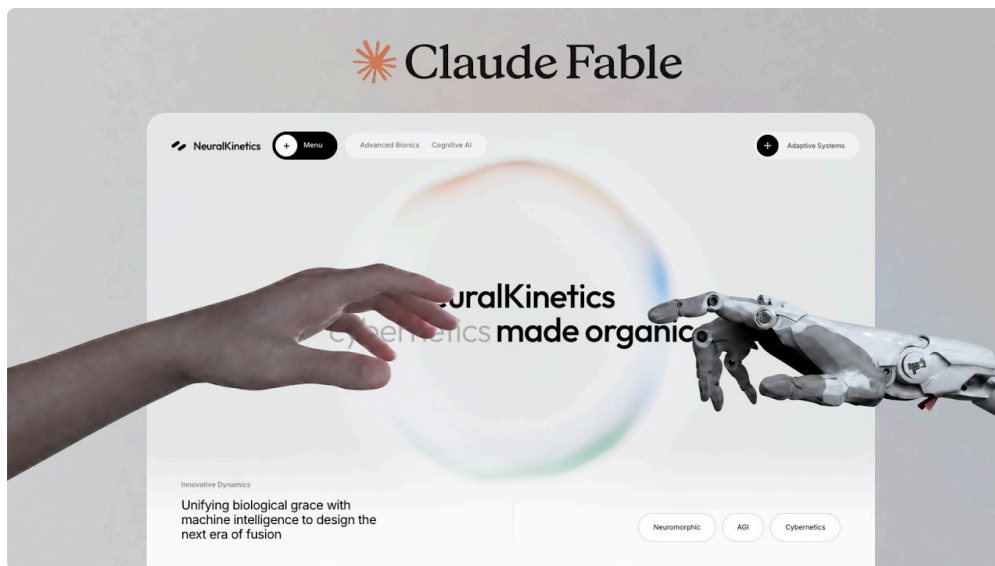 Claude Fable
NeuralKinetics
Menu
Advanced Bionics
Cognitive AI
Adaptive Systems
uralKinetics
cybernetics made organic
Innovative Dynamics
Unifying biological grace with
machine intelligence to design the
next era of fusion
Neuromorphic
AGI
Cybernetics